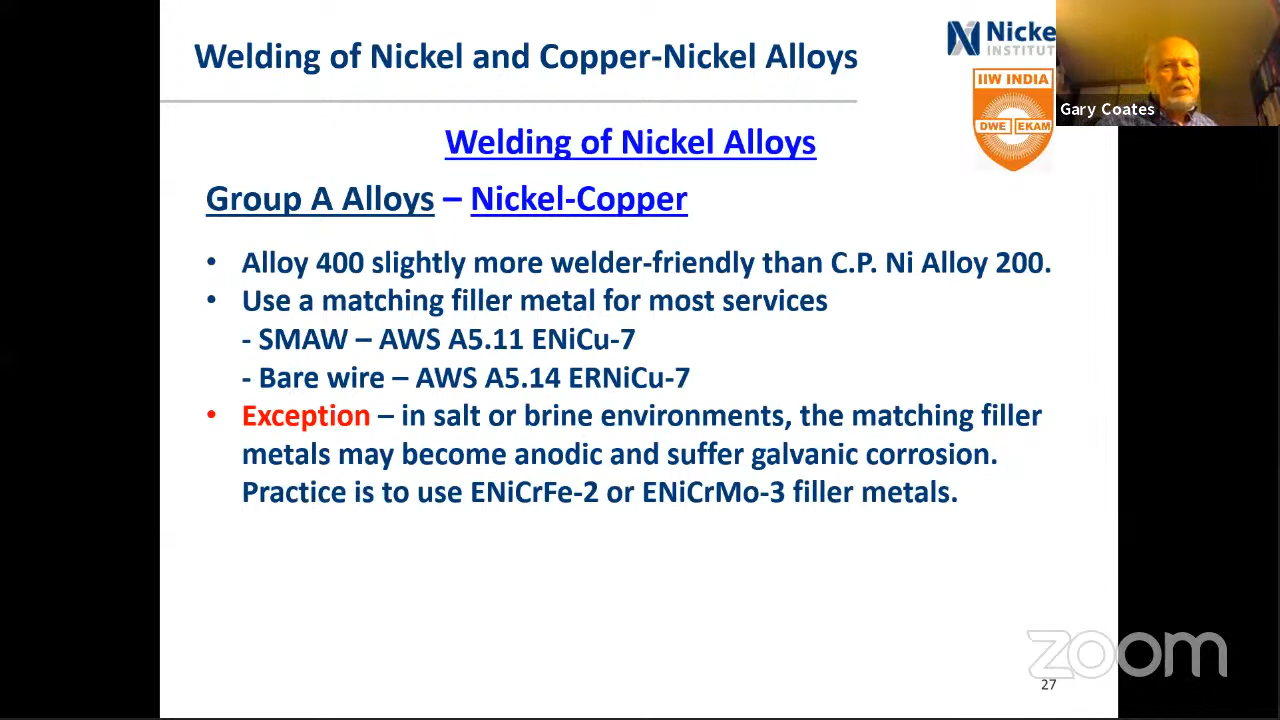 Welding of Nickel and Copper-Nickel Alloys
Nicke
INSTITUT
IIW INDIA
DWE EKAM
Gary Coates
Welding of Nickel Alloys
Group A Alloys – Nickel-Copper
• Alloy 400 slightly more welder-friendly than C.P. Ni Alloy 200.
• Use a matching filler metal for most services
- SMAW – AWS A5.11 ENiCu-7
- Bare wire – AWS A5.14 ERNiCu-7
• Exception – in salt or brine environments, the matching filler
metals may become anodic and suffer galvanic corrosion.
Practice is to use ENiCrFe-2 or ENiCrMo-3 filler metals.
zoom
27